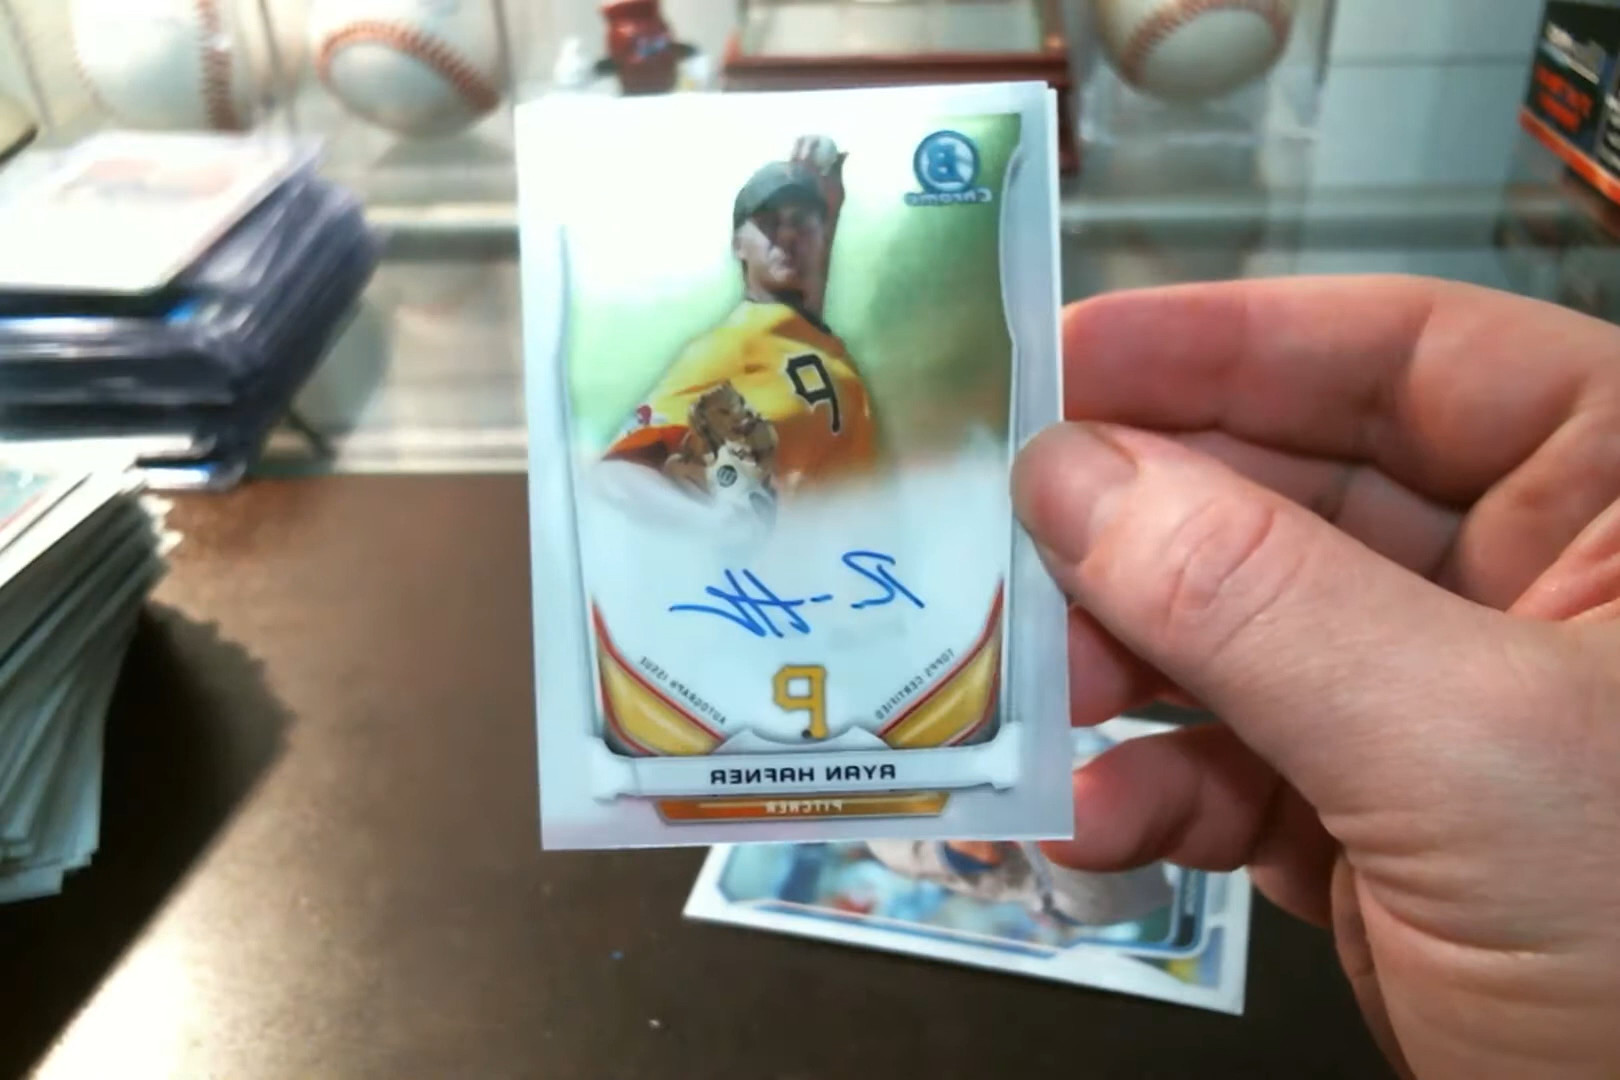 B
Chrome
P
TOPPS CERTIFIED
AUTOGRAPH ISSUE
P
RYAN HAFNER
PITCHER